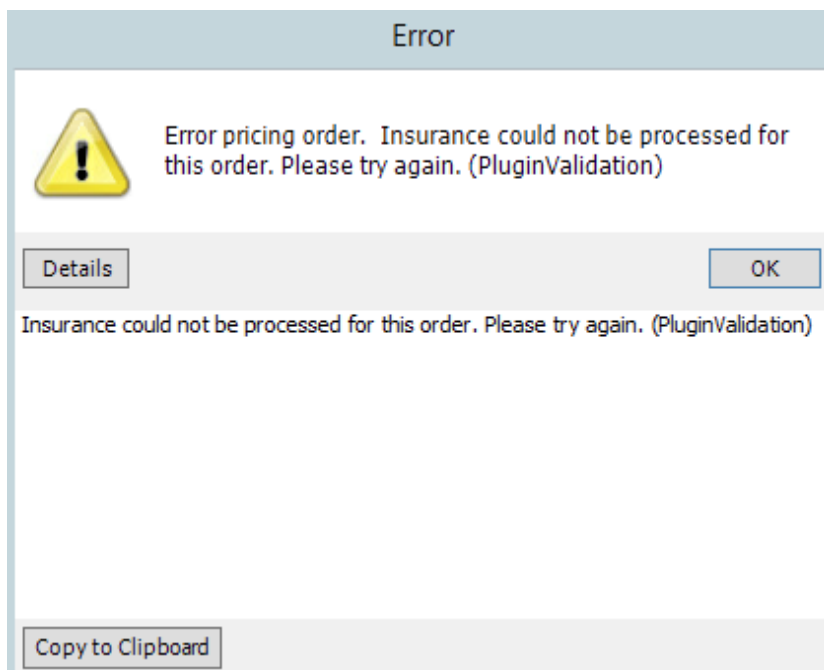 Error
Error pricing order.  Insurance could not be processed for
this order. Please try again. (PluginValidation)
Details
OK
Insurance could not be processed for this order. Please try again. (PluginValidation)
Copy to Clipboard